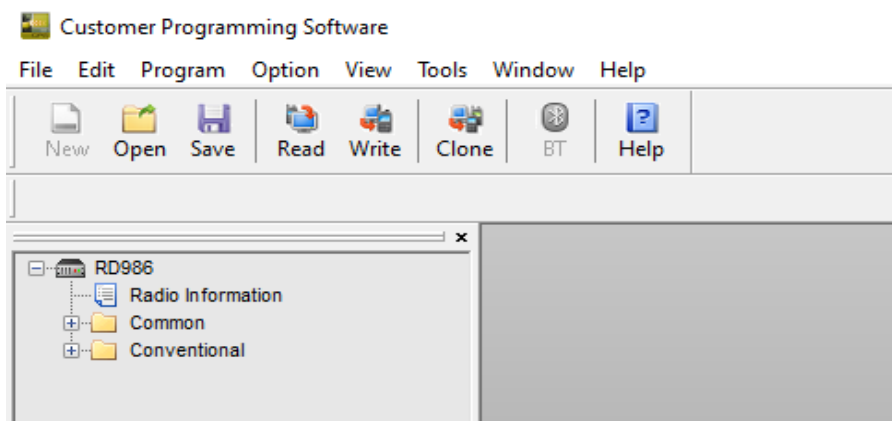 Customer Programming Software
File Edit Program Option View Tools Window Help
New Open Save Read Write Clone BT Help
RD986
Radio Information
Common
Conventional